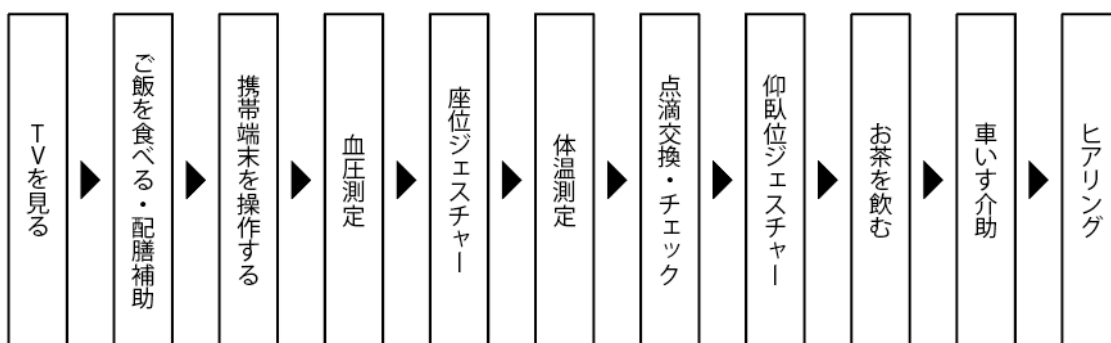 TVを見る
ご飯を食べる・配膳補助
携帯端末を操作する
血圧測定
座位ジェスチャー
体温測定
点滴交換・チェック
仰臥位ジェスチャー
お茶を飲む
車いす介助
ヒアリング